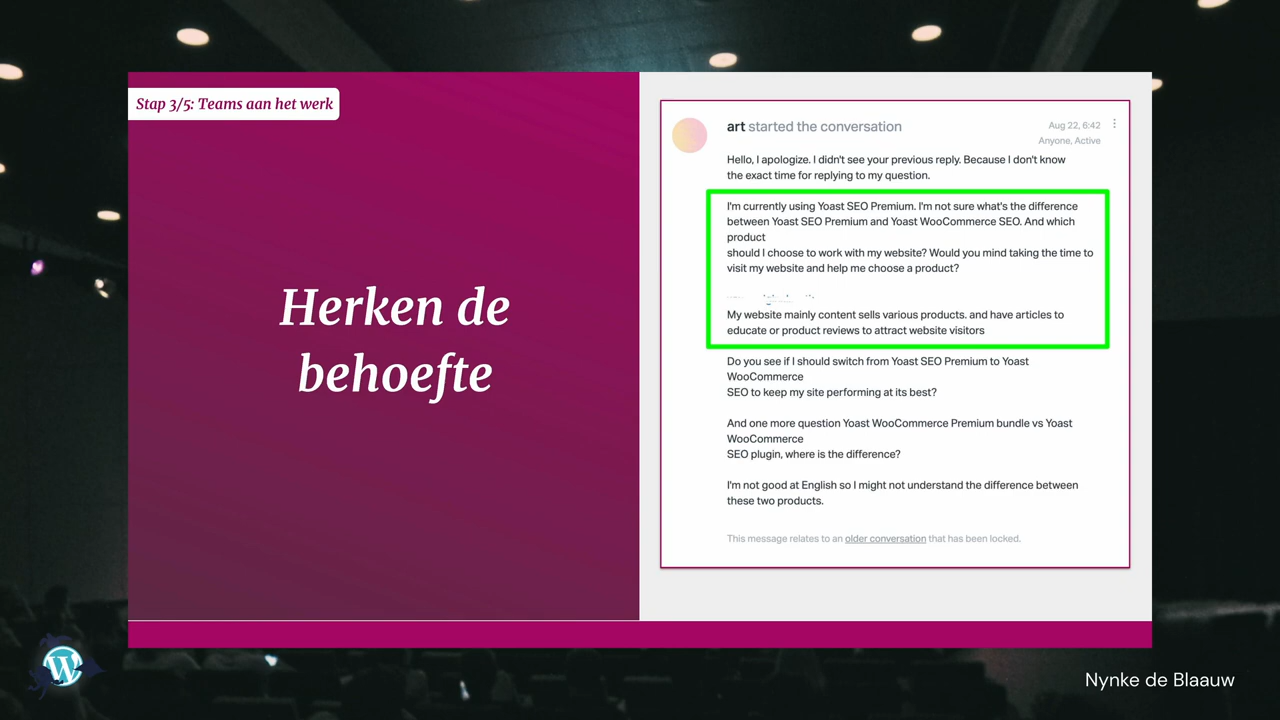 Stap 3/5: Teams aan het werk
Herken de
behoefte
art started the conversation
Aug 22, 6:42
Anyone, Active
Hello, I apologize. I didn't see your previous reply. Because I don't know
the exact time for replying to my question.
I'm currently using Yoast SEO Premium. I'm not sure what's the difference
between Yoast SEO Premium and Yoast WooCommerce SEO. And which
product
should I choose to work with my website? Would you mind taking the time to
visit my website and help me choose a product?
My website mainly content sells various products. and have articles to
educate or product reviews to attract website visitors
Do you see if I should switch from Yoast SEO Premium to Yoast
WooCommerce
SEO to keep my site performing at its best?
And one more question Yoast WooCommerce Premium bundle vs Yoast
WooCommerce
SEO plugin, where is the difference?
I'm not good at English so I might not understand the difference between
these two products.
This message relates to an older conversation that has been locked.
Nynke de Blaauw